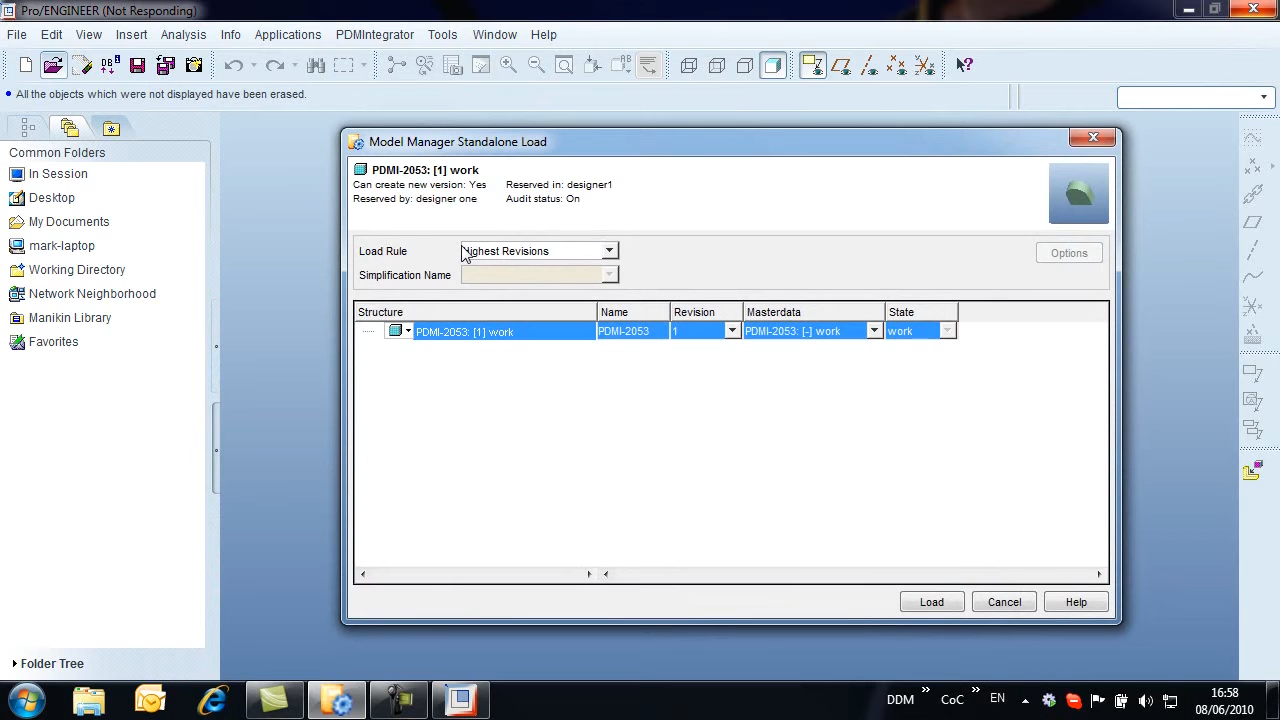 Pro/ENGINEER (Not Responding)
File Edit View Insert Analysis Info Applications PDMIntegrator Tools Window Help
All the objects which were not displayed have been erased.
Common Folders
In Session
Desktop
My Documents
mark-laptop
Working Directory
Network Neighborhood
Manikin Library
Favorites
Folder Tree
Model Manager Standalone Load
PDMI-2053: [1] work
Can create new version: Yes Reserved in: designer1
Reserved by: designer one Audit status: On
Load Rule Highest Revisions Options
Simplification Name
Structure Name Revision Masterdata State
PDMI-2053: [1] work PDMI-2053 1 PDMI-2053: [-] work work
Load Cancel Help
DDM » CoC » EN
16:58
08/06/2010